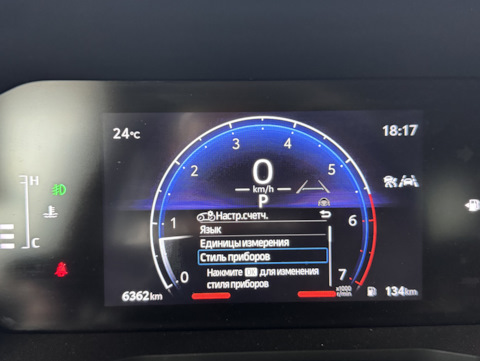 24°C
18:17
3 4
2 5
0
km/h
P
H
1 6
Настр.счетч.
Язык
Единицы измерения
Стиль приборов
C
0 7
Нажмите OK для изменения
стиля приборов
x1000
r/min
6362 km
134 km